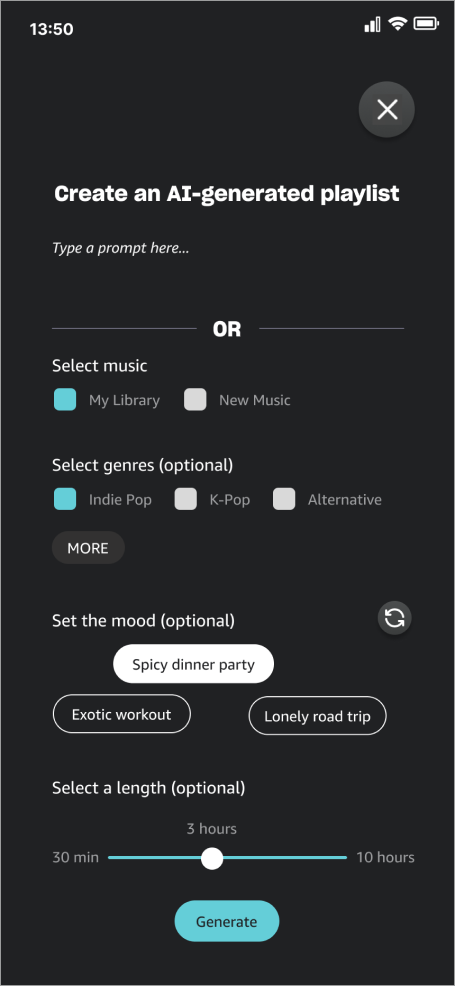 13:50
Create an AI-generated playlist
Type a prompt here...
OR
Select music
My Library New Music
Select genres (optional)
Indie Pop K-Pop Alternative
MORE
Set the mood (optional)
Spicy dinner party
Exotic workout Lonely road trip
Select a length (optional)
3 hours
30 min 10 hours
Generate